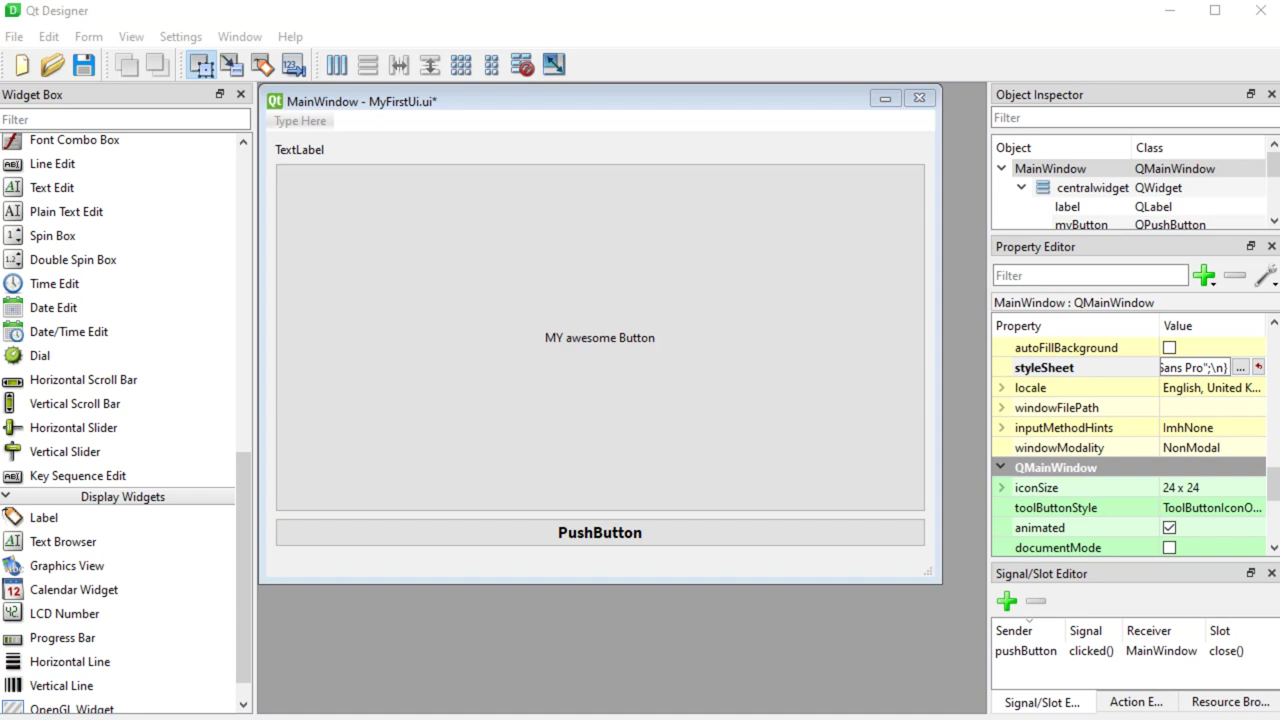 Qt Designer
File Edit Form View Settings Window Help
Widget Box
Filter
Font Combo Box
Line Edit
Text Edit
Plain Text Edit
Spin Box
Double Spin Box
Time Edit
Date Edit
Date/Time Edit
Dial
Horizontal Scroll Bar
Vertical Scroll Bar
Horizontal Slider
Vertical Slider
Key Sequence Edit
Display Widgets
Label
Text Browser
Graphics View
Calendar Widget
LCD Number
Progress Bar
Horizontal Line
Vertical Line
OpenGL Widget
MainWindow - MyFirstUi.ui*
Type Here
TextLabel
MY awesome Button
PushButton
Object Inspector
Filter
Object Class
MainWindow QMainWindow
centralwidget QWidget
label QLabel
myButton QPushButton
Property Editor
Filter
MainWindow : QMainWindow
Property Value
autoFillBackground
styleSheet Sans Pro";\n} ...
locale English, United K...
windowFilePath
inputMethodHints ImhNone
windowModality NonModal
QMainWindow
iconSize 24 x 24
toolButtonStyle ToolButtonIconO...
animated
documentMode
Signal/Slot Editor
Sender Signal Receiver Slot
pushButton clicked() MainWindow close()
Signal/Slot E... Action E... Resource Bro...